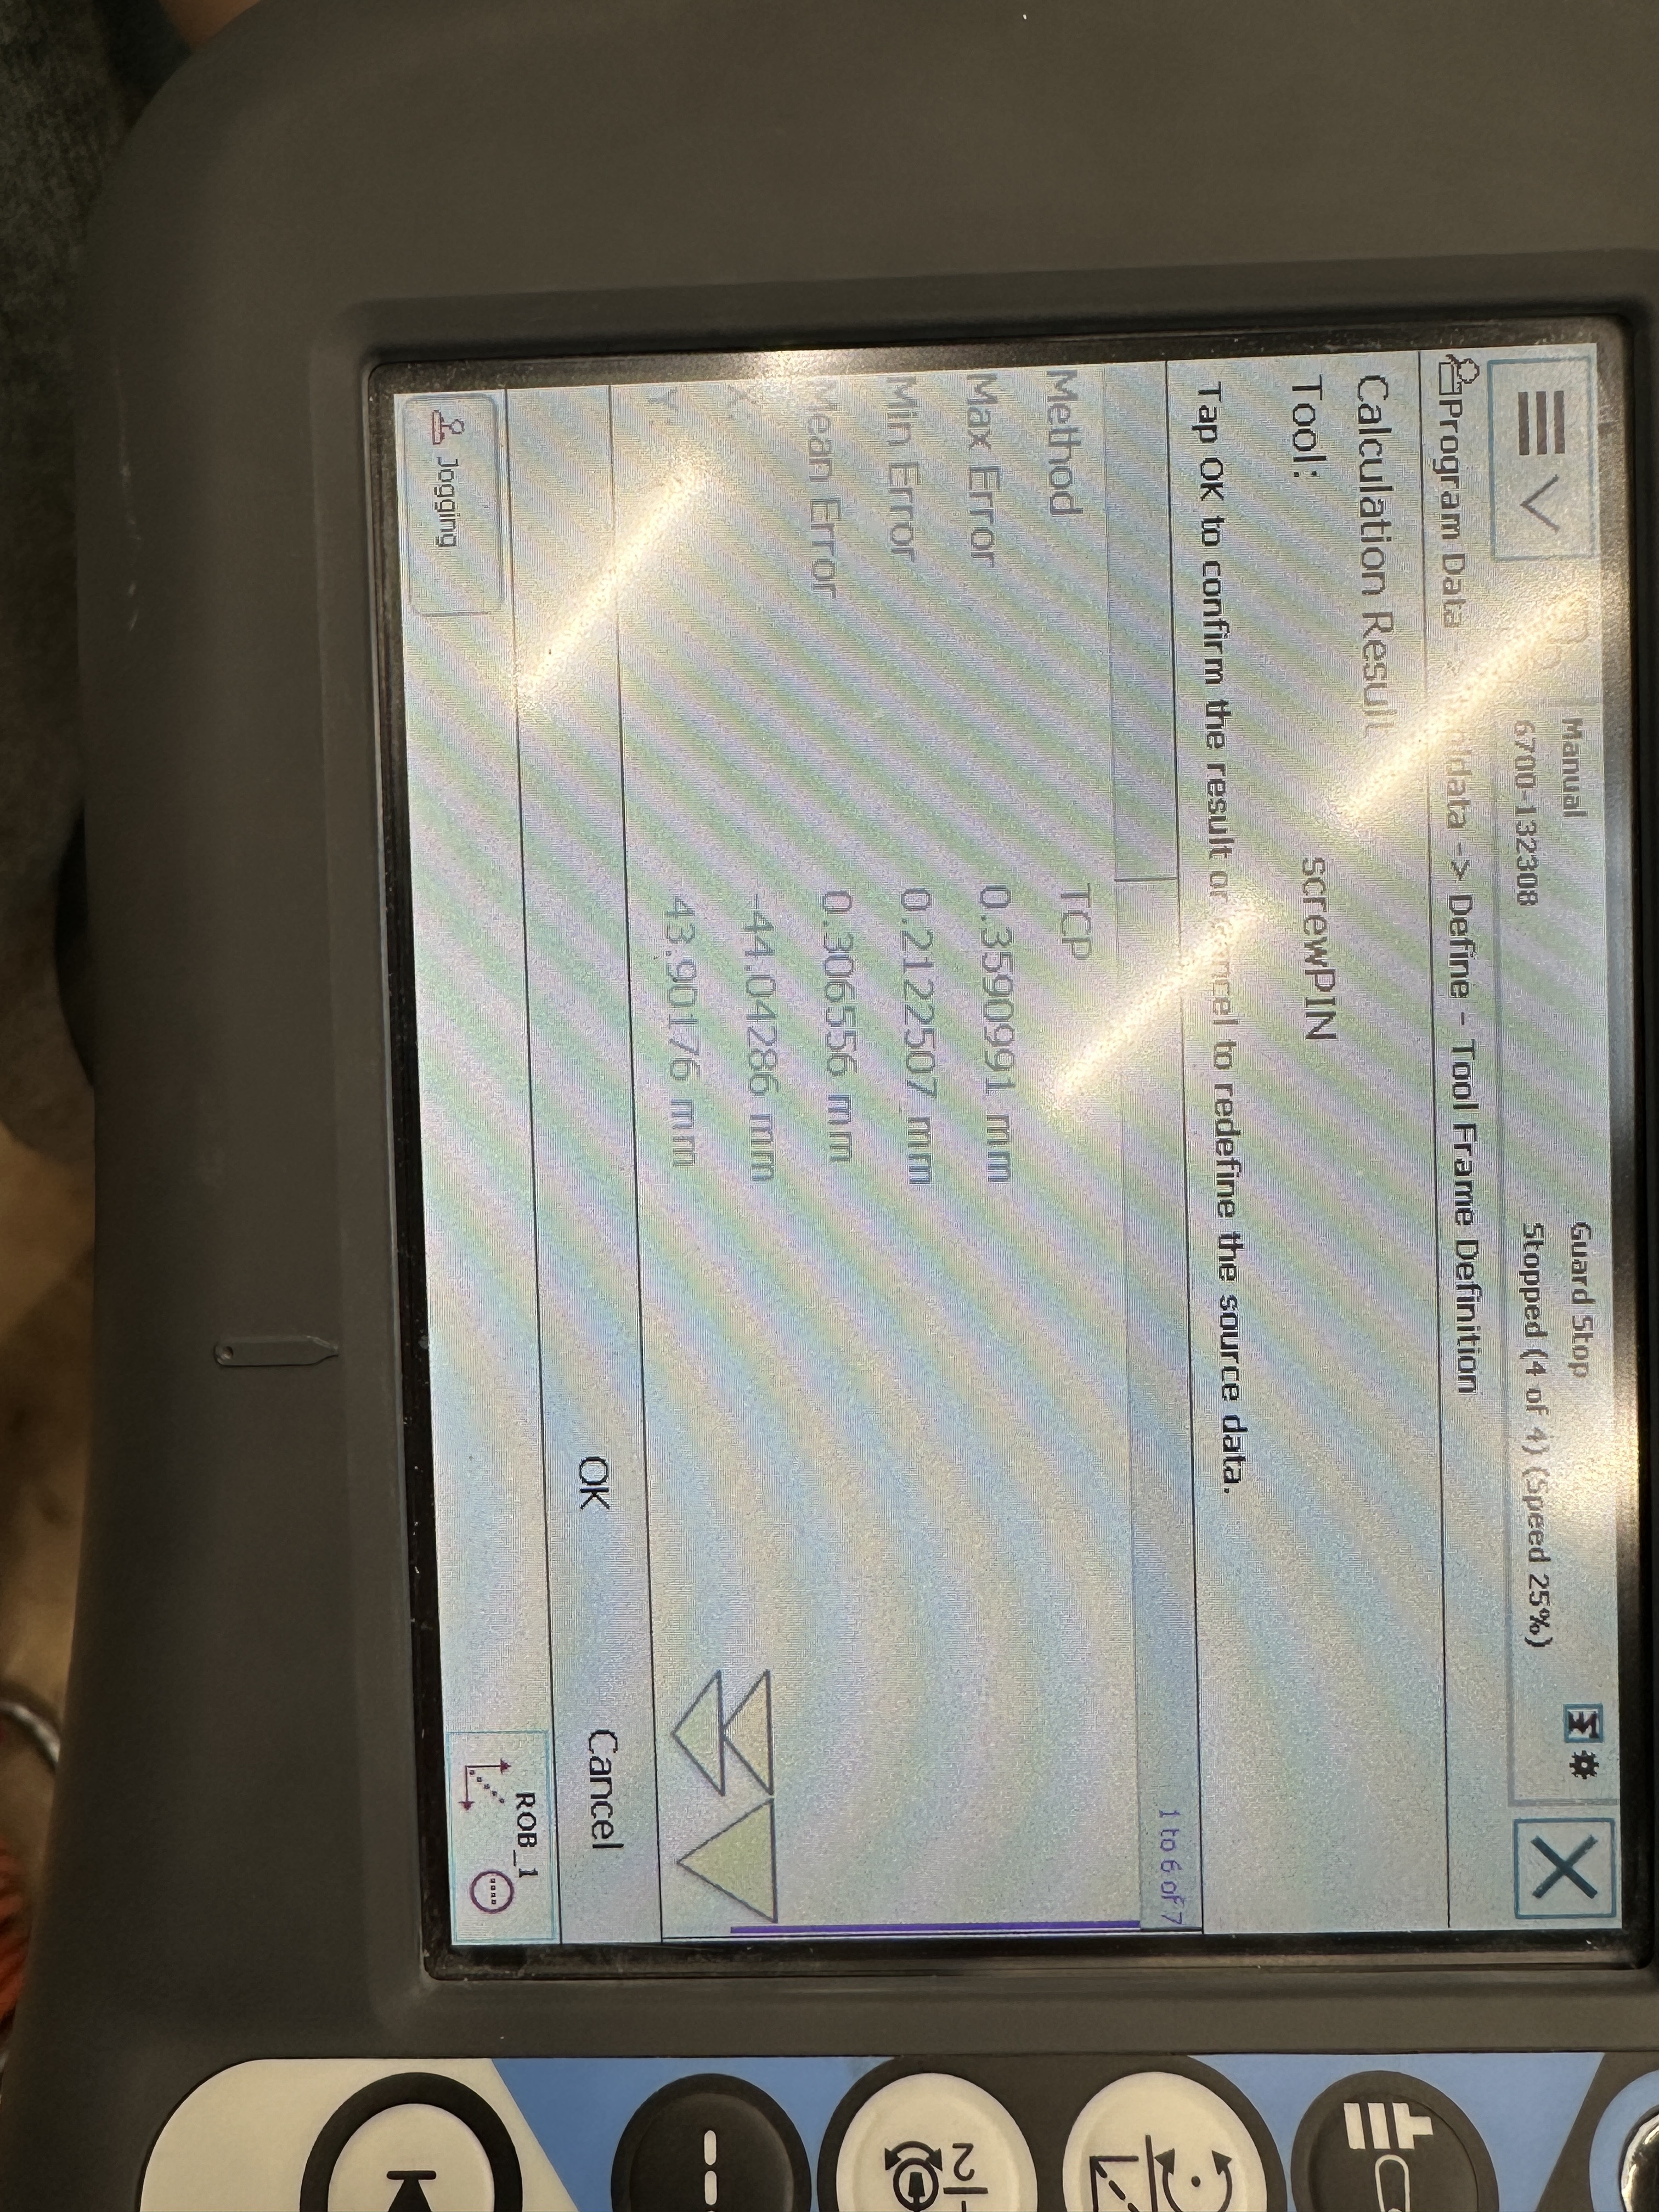 Manual
6700-132308
Guard Stop
Stopped (4 of 4) (Speed 25%)
Program Data -> ldata -> Define - Tool Frame Definition
Calculation Result
Tool: screwPIN
Tap OK to confirm the result or Cancel to redefine the source data.
1 to 6 of 7
Method TCP
Max Error 0.3590991 mm
Min Error 0.2122507 mm
Mean Error 0.306556 mm
X: -44.04286 mm
Y: 43.90176 mm
OK Cancel
Jogging
ROB_1